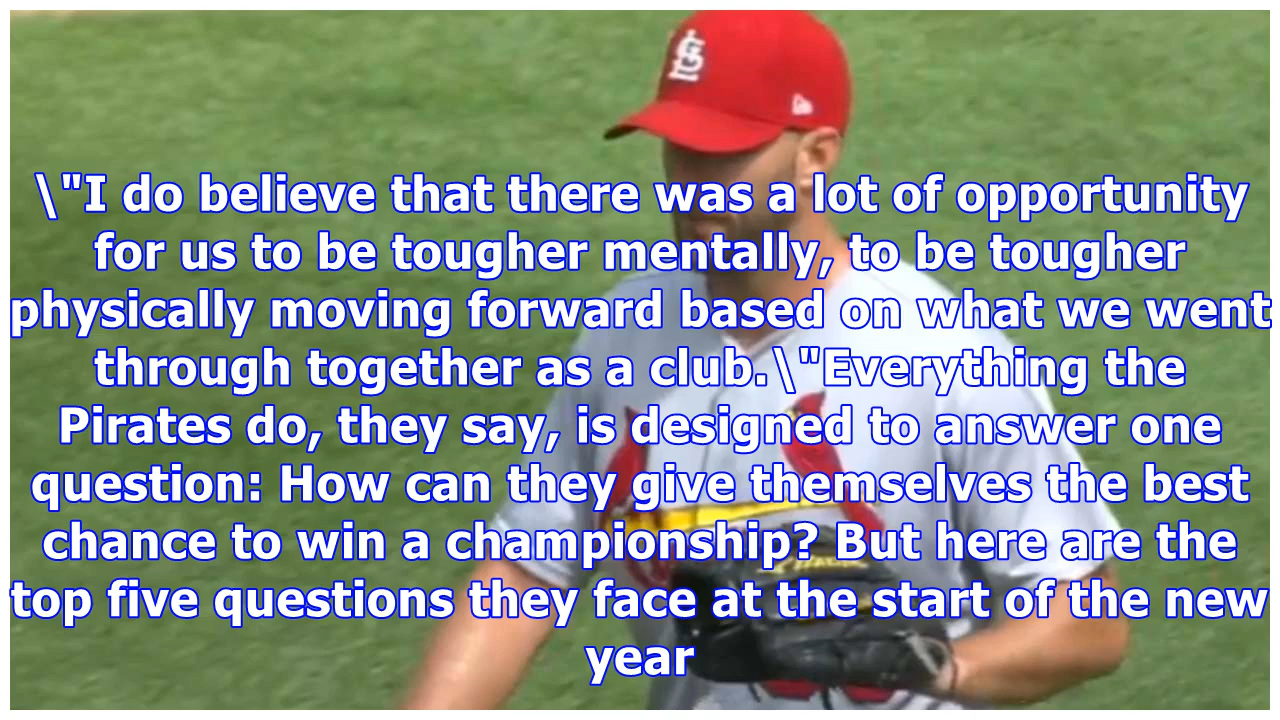 \"I do believe that there was a lot of opportunity
for us to be tougher mentally, to be tougher
physically moving forward based on what we went
through together as a club.\"Everything the
Pirates do, they say, is designed to answer one
question: How can they give themselves the best
chance to win a championship? But here are the
top five questions they face at the start of the new
year